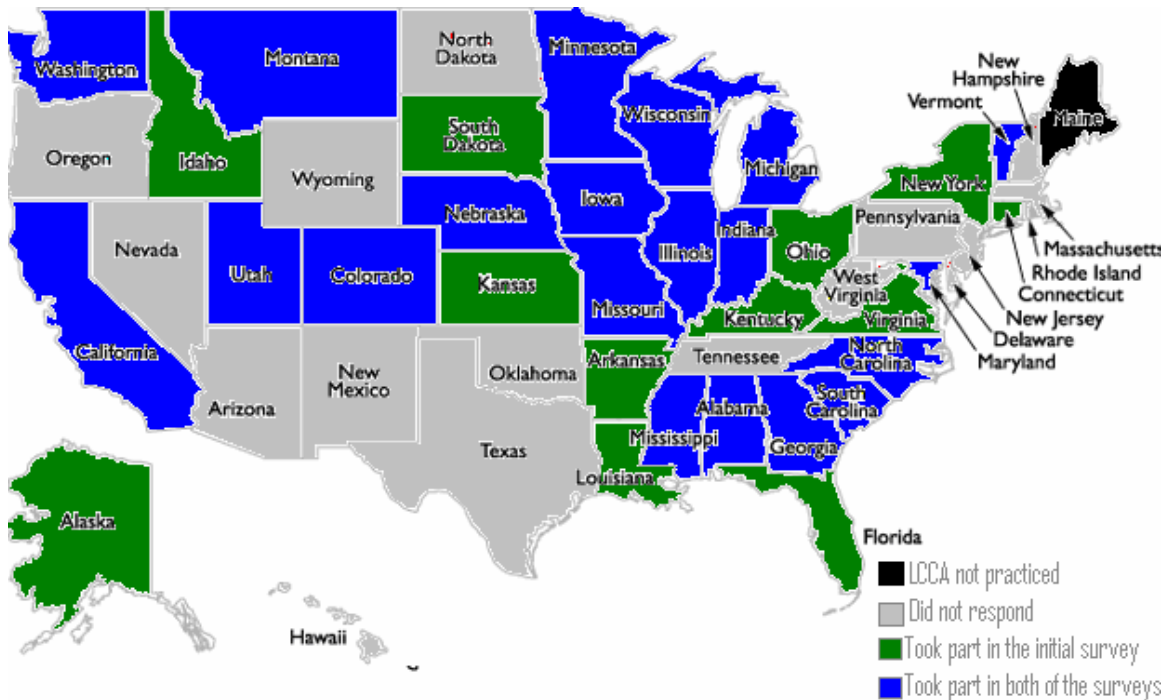 Washington
Montana
North
Dakota
Minnesota
New
Hampshire
Vermont
Maine
Oregon
Idaho
South
Dakota
Wisconsin
Michigan
New York
Wyoming
Nebraska
Iowa
Pennsylvania
Nevada
Utah
Colorado
Illinois
Indiana
Ohio
Massachusetts
Rhode Island
Connecticut
New Jersey
Delaware
Maryland
California
Kansas
Missouri
West
Virginia
Kentucky
Virginia
Arizona
New
Mexico
Oklahoma
Arkansas
Tennessee
North
Carolina
South
Carolina
Texas
Mississippi
Alabama
Georgia
Louisiana
Alaska
Florida
Hawaii
LCCA not practiced
Did not respond
Took part in the initial survey
Took part in both of the surveys